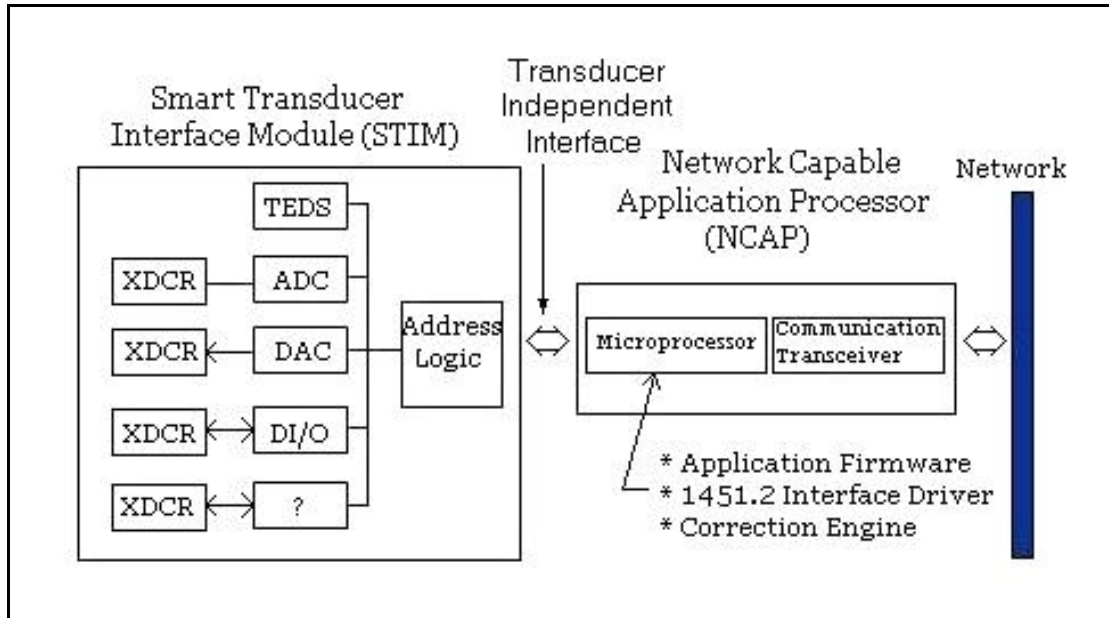 Smart Transducer
Interface Module (STIM)
Transducer
Independent
Interface
Network Capable
Application Processor
(NCAP)
Network
TEDS
XDCR
ADC
XDCR
DAC
XDCR
DI/O
XDCR
?
Address
Logic
Microprocessor
Communication
Transceiver
* Application Firmware
* 1451.2 Interface Driver
* Correction Engine